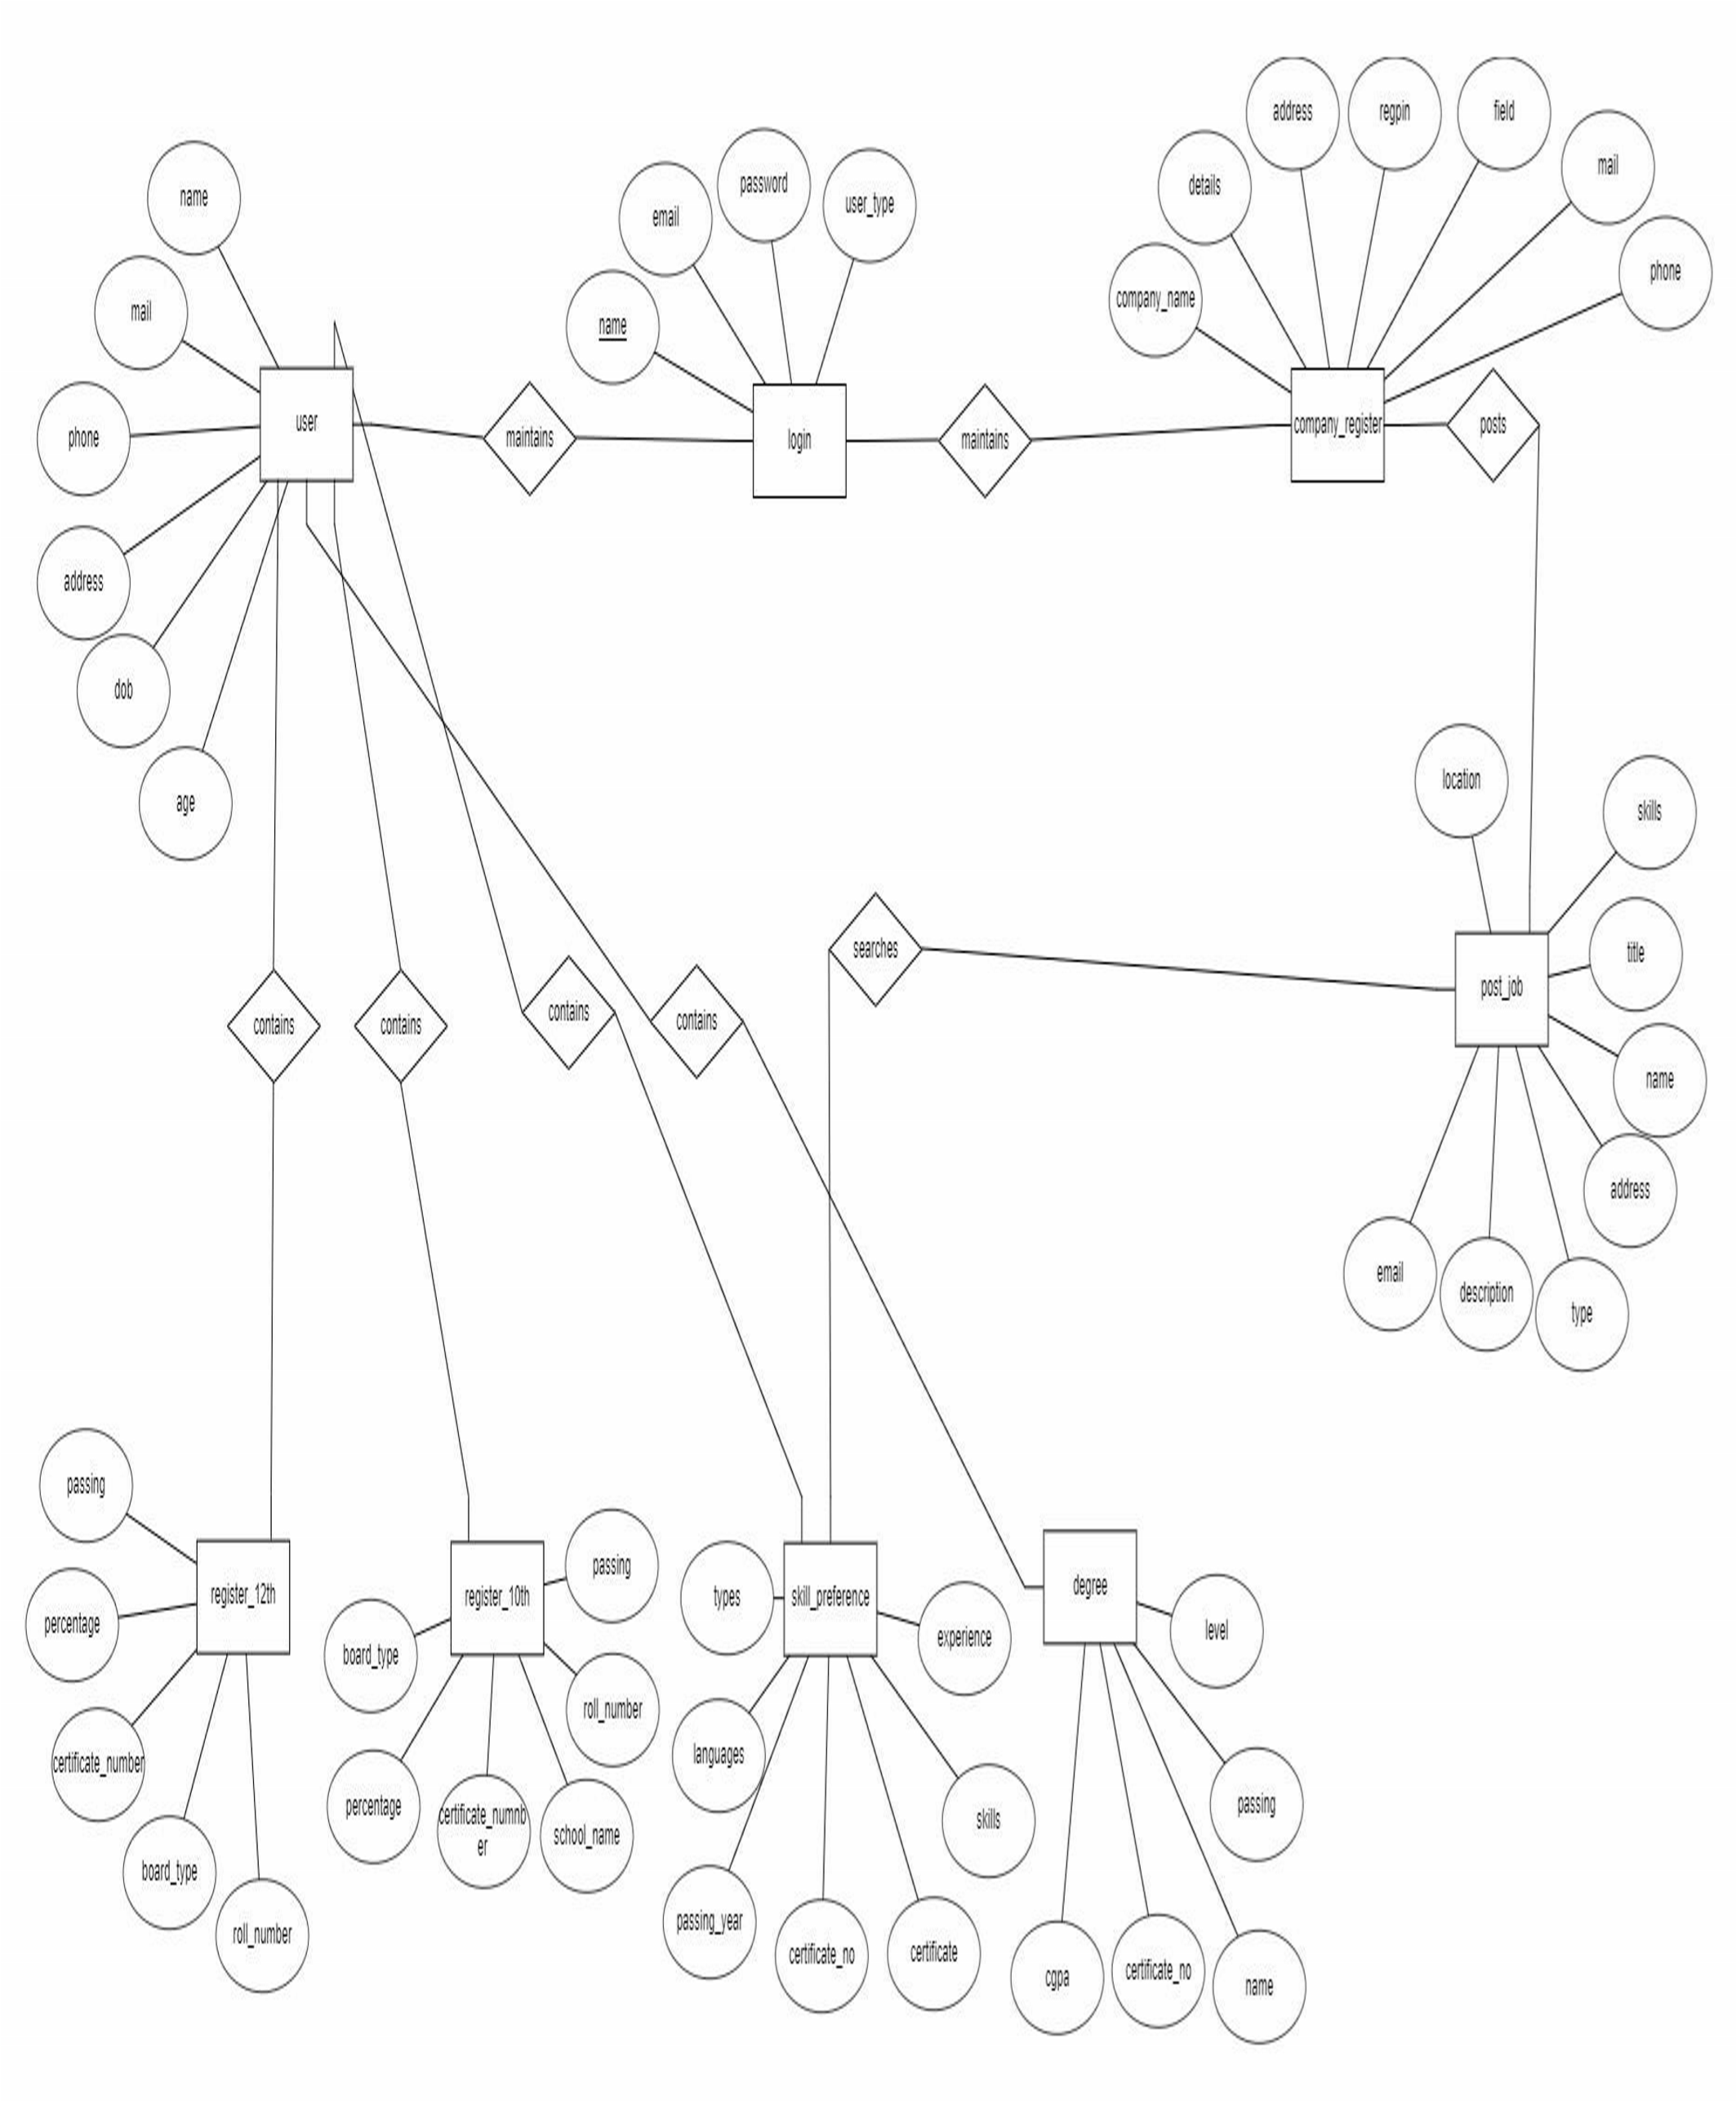 address
regpin
field
mail
details
password
name
user_type
email
phone
company_name
mail
name
user
maintains
login
maintains
company_register
posts
phone
address
dob
age
location
skills
searches
title
post_job
contains
contains
contains
contains
name
address
email
description
type
passing
percentage
register_12th
register_10th
passing
types
skill_preference
experience
degree
level
board_type
roll_number
certificate_number
languages
percentage
certificate_numnb
er
school_name
skills
passing
board_type
roll_number
passing_year
certificate_no
certificate
cgpa
certificate_no
name